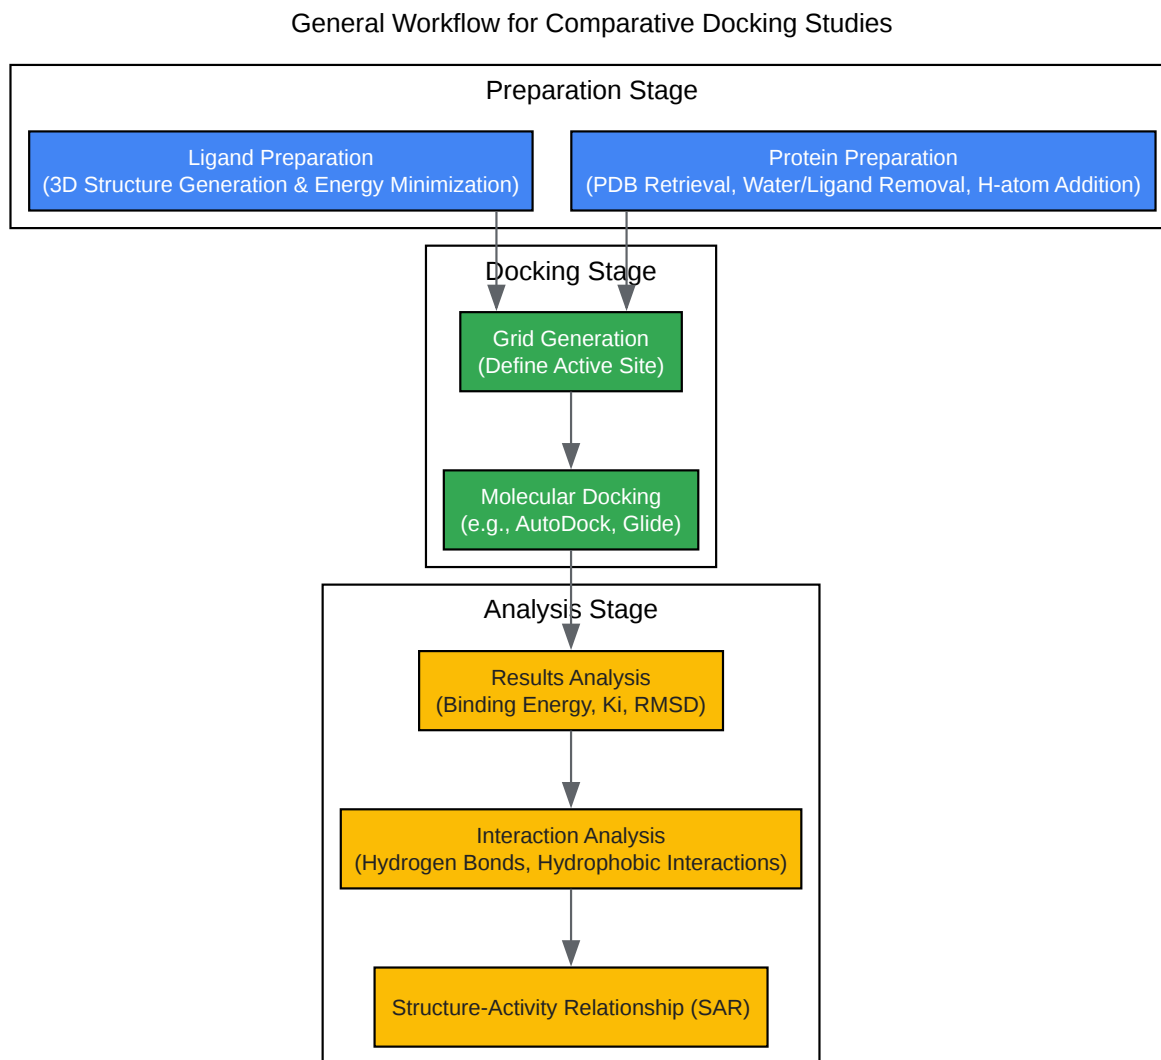 General Workflow for Comparative Docking Studies
Preparation Stage
Ligand Preparation
(3D Structure Generation & Energy Minimization)
Protein Preparation
(PDB Retrieval, Water/Ligand Removal, H-atom Addition)
Docking Stage
Grid Generation
(Define Active Site)
Molecular Docking
(e.g., AutoDock, Glide)
Analysis Stage
Results Analysis
(Binding Energy, Ki, RMSD)
Interaction Analysis
(Hydrogen Bonds, Hydrophobic Interactions)
Structure-Activity Relationship (SAR)